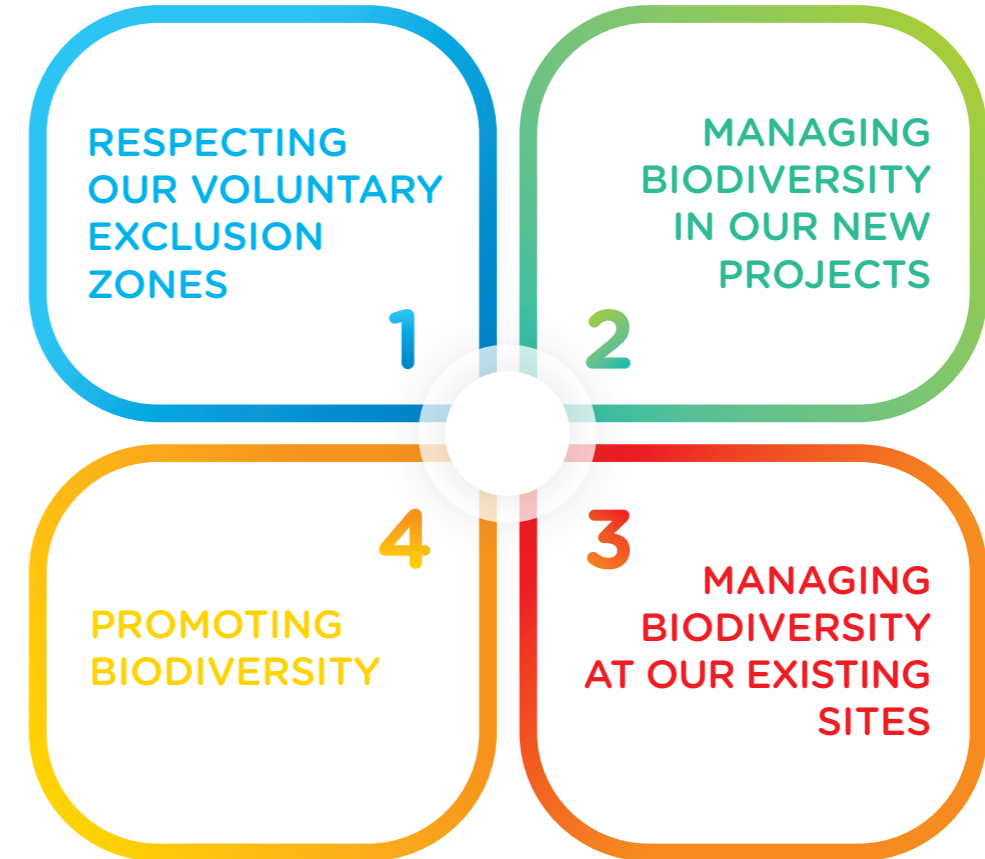 RESPECTING
OUR VOLUNTARY
EXCLUSION
ZONES
1
MANAGING
BIODIVERSITY
IN OUR NEW
PROJECTS
2
3
MANAGING
BIODIVERSITY
AT OUR EXISTING
SITES
4
PROMOTING
BIODIVERSITY